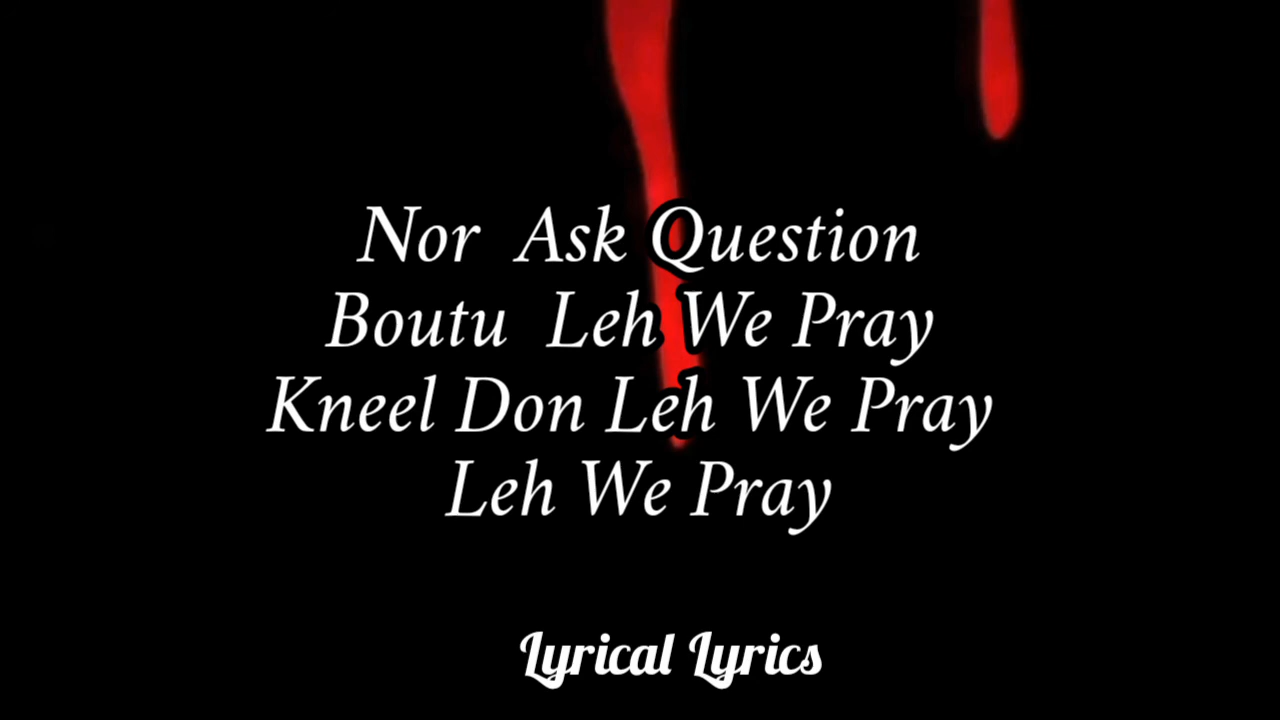 Nor Ask Question
Boutu Leh We Pray
Kneel Don Leh We Pray
Leh We Pray
Lyrical Lyrics